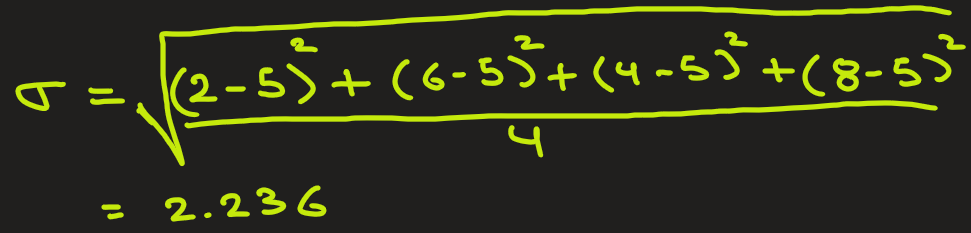 σ = √((2-5)² + (6-5)² + (4-5)² + (8-5)² / 4)
= 2.236